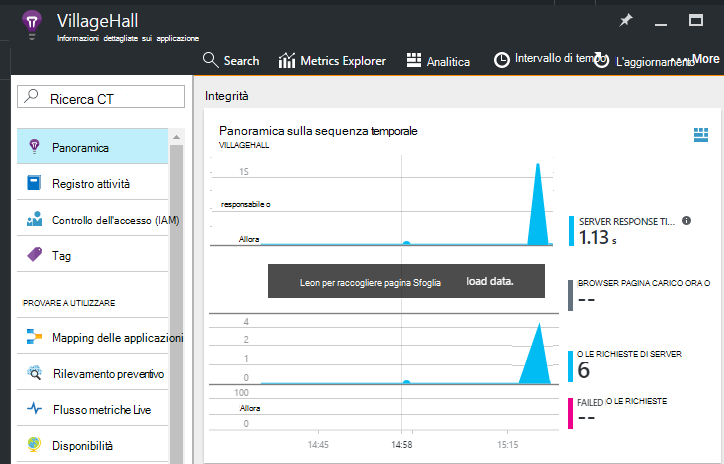 VillageHall
Informazioni dettagliate sui applicazione
Search
Metrics Explorer
Analitica
Intervallo di tempo
L'aggiornamento
More
Ricerca CT
Panoramica
Registro attività
Controllo dell'accesso (IAM)
Tag
PROVARE A UTILIZZARE
Mapping delle applicazioni
Rilevamento preventivo
Flusso metriche Live
Disponibilità
Integrità
Panoramica sulla sequenza temporale
VILLAGEHALL
1S
responsabile o
Allora
SERVER RESPONSE TI...
1.13 s
Leon per raccogliere pagina Sfoglia load data.
BROWSER PAGINA CARICO ORA O
--
4
2
1
0
O LE RICHIESTE DI SERVER
6
100
Allora
0
FAILED O LE RICHIESTE
--
14:45
14:58
15:15